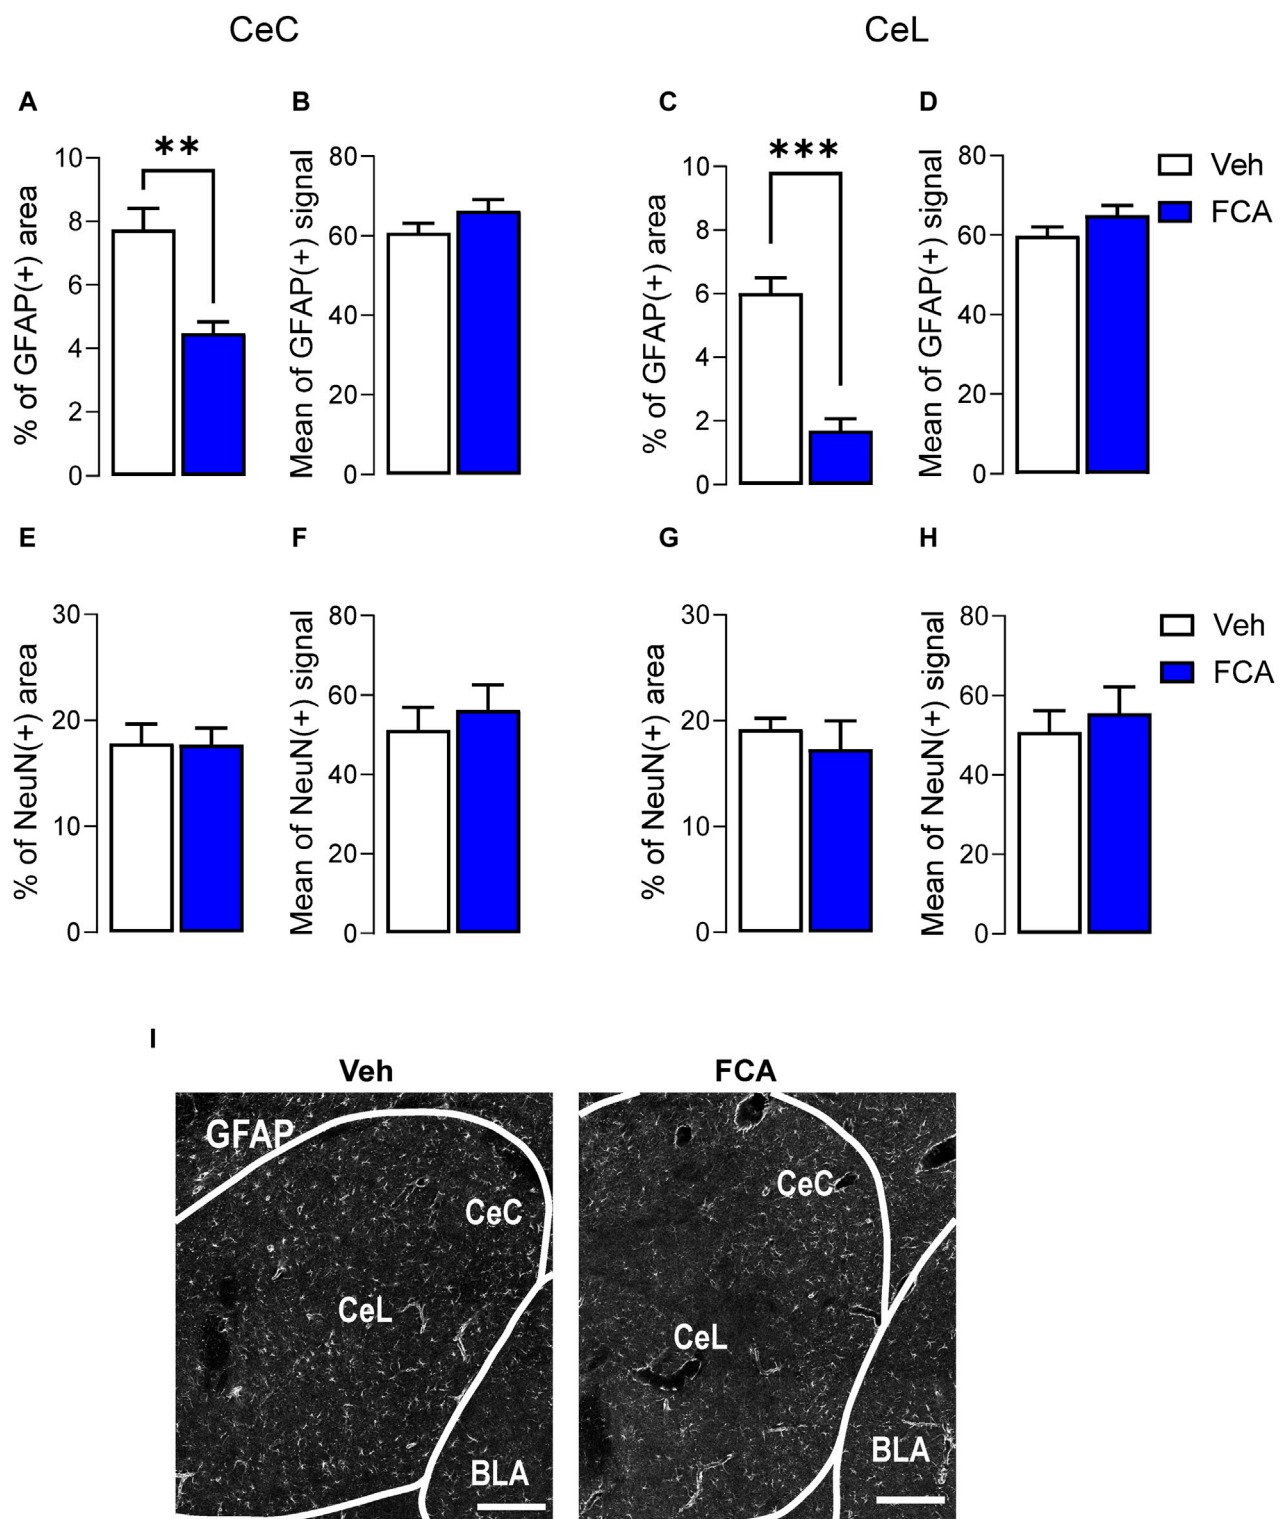 CeC
CeL
A
B
C
D
**
***
% of GFAP(+) area
10
8
6
4
2
0
Mean of GFAP(+) signal
80
60
40
20
0
% of GFAP(+) area
10
8
6
4
2
0
Mean of GFAP(+) signal
80
60
40
20
0
Veh
FCA
E
F
G
H
% of NeuN(+) area
30
20
10
0
Mean of NeuN(+) signal
80
60
40
20
0
% of NeuN(+) area
30
20
10
0
Mean of NeuN(+) signal
80
60
40
20
0
Veh
FCA
I
Veh
FCA
GFAP
CeC
CeL
BLA
CeC
CeL
BLA